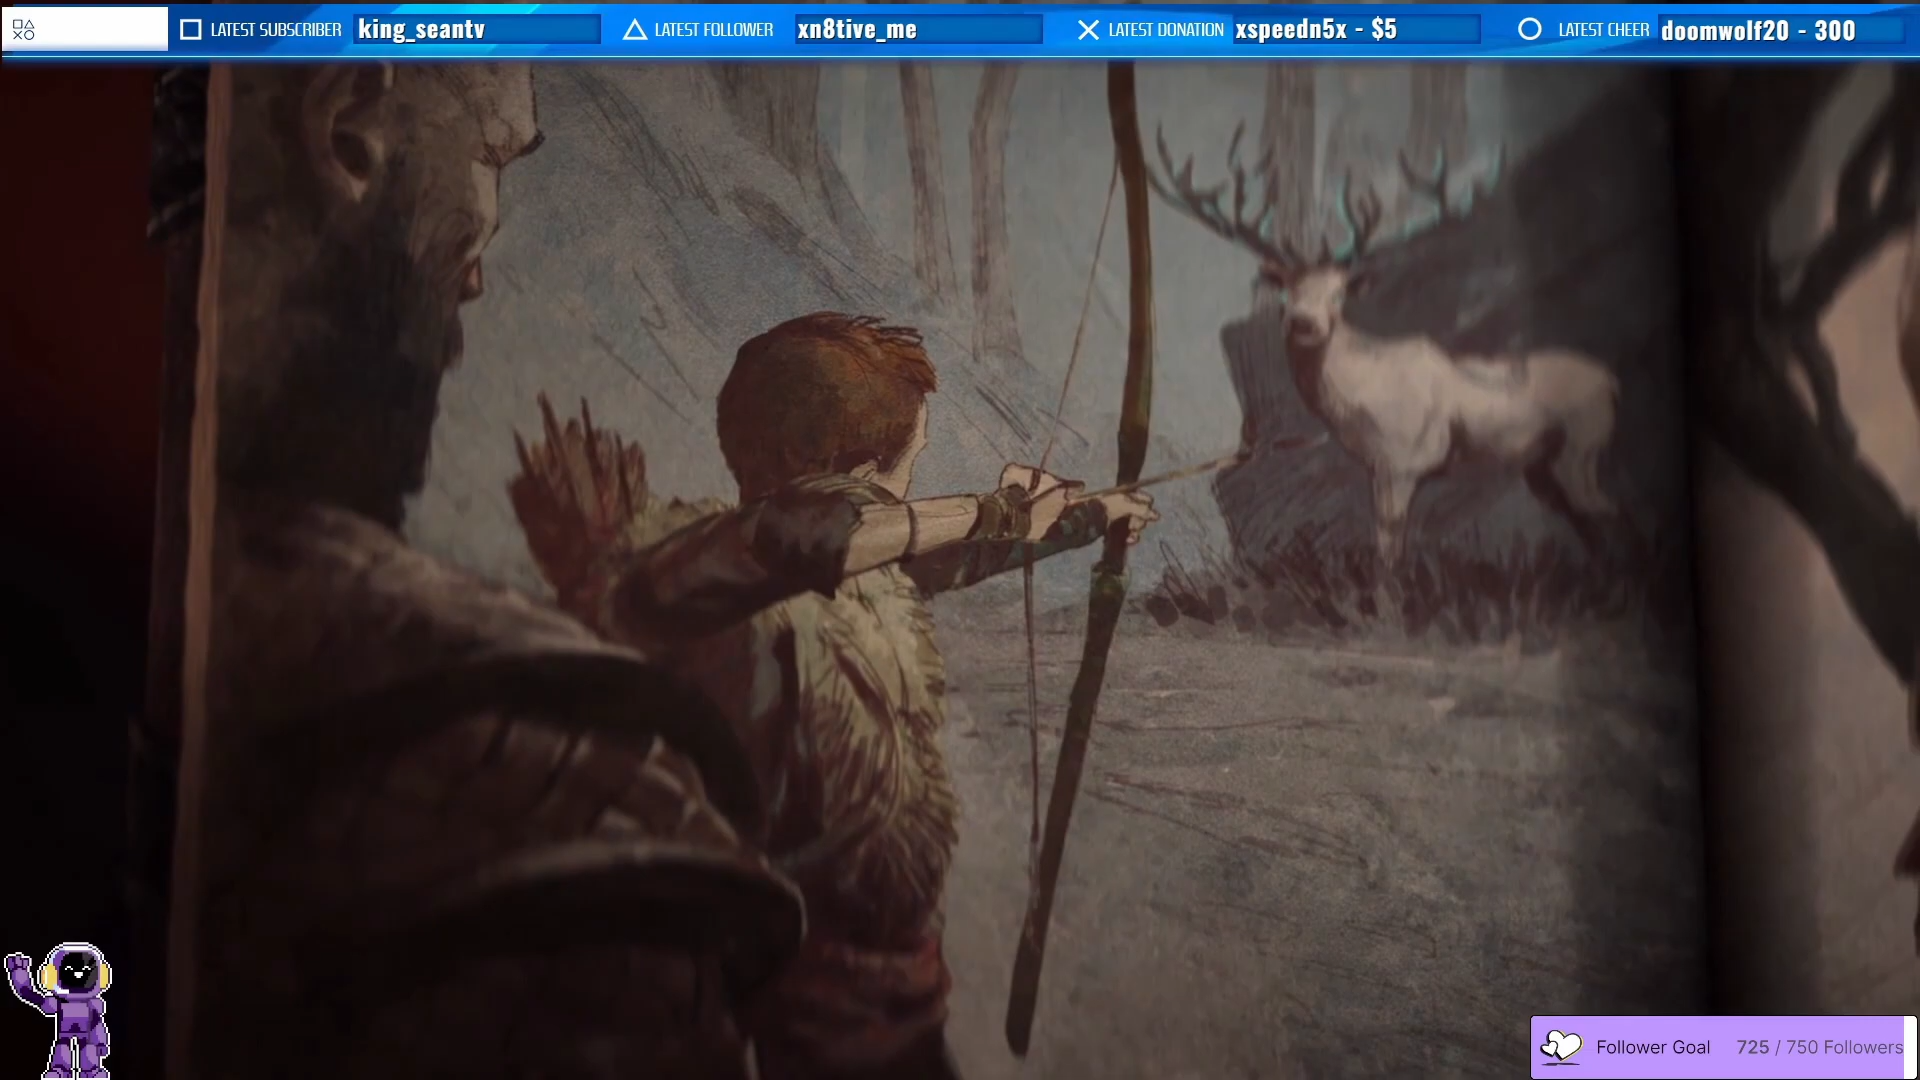 LATEST SUBSCRIBER king_seantv LATEST FOLLOWER xn8tive_me LATEST DONATION xspeedn5x - $5 LATEST CHEER doomwolf20 - 300
Follower Goal 725 / 750 Followers